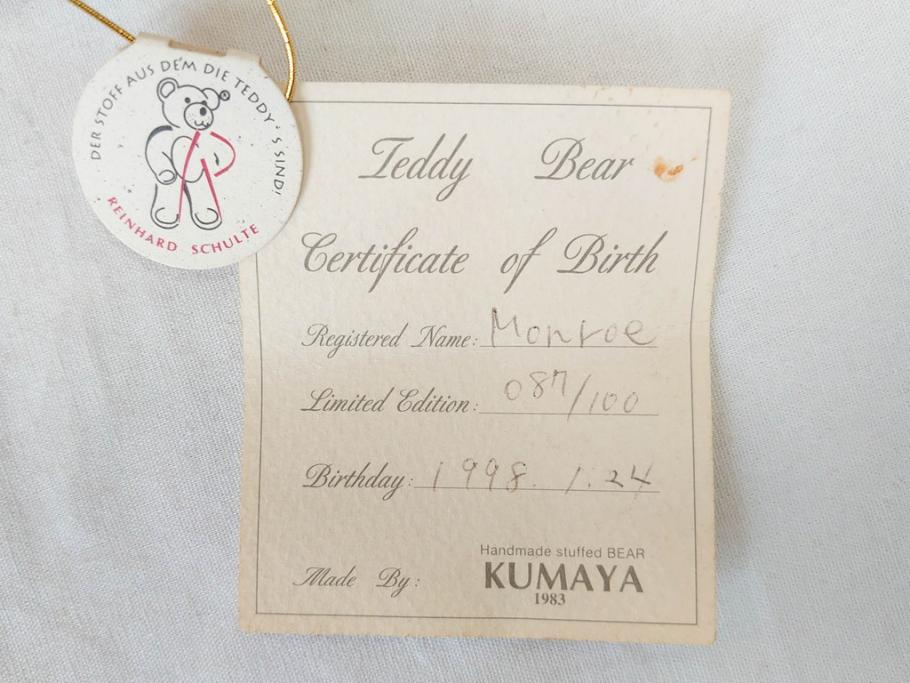 DER STOFF AUS DEM DIE TEDDY'S SIND!
REINHARD SCHULTE
Teddy Bear
Certificate of Birth
Registered Name: Monroe
Limited Edition: 087/100
Birthday: 1998. 1. 24
Made By:
Handmade stuffed BEAR
KUMAYA
1983